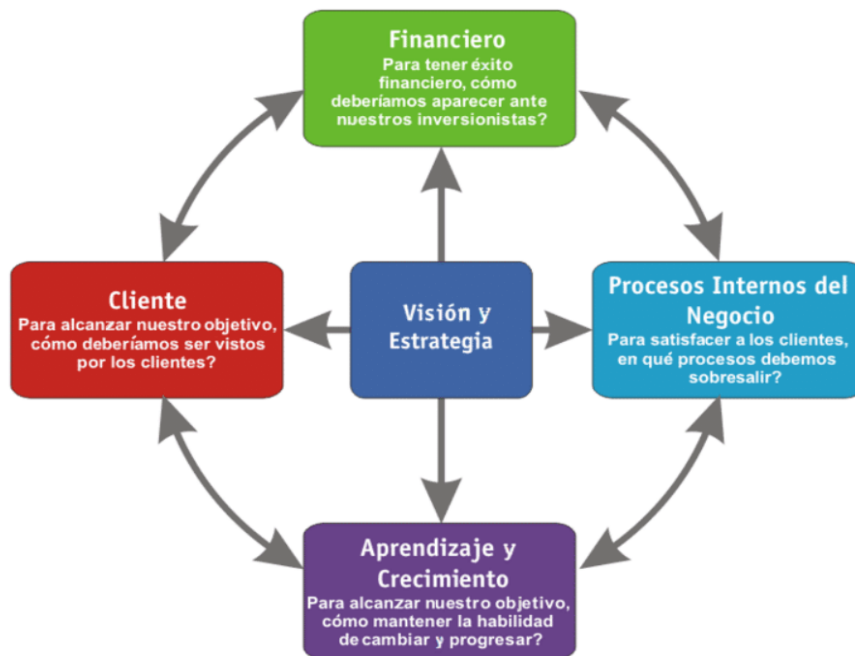 Financiero
Para tener éxito
financiero, cómo
deberíamos aparecer ante
nuestros inversionistas?
Cliente
Para alcanzar nuestro objetivo,
cómo deberíamos ser vistos
por los clientes?
Visión y
Estrategia
Procesos Internos del
Negocio
Para satisfacer a los clientes,
en qué procesos debemos
sobresalir?
Aprendizaje y
Crecimiento
Para alcanzar nuestro objetivo,
cómo mantener la habilidad
de cambiar y progresar?